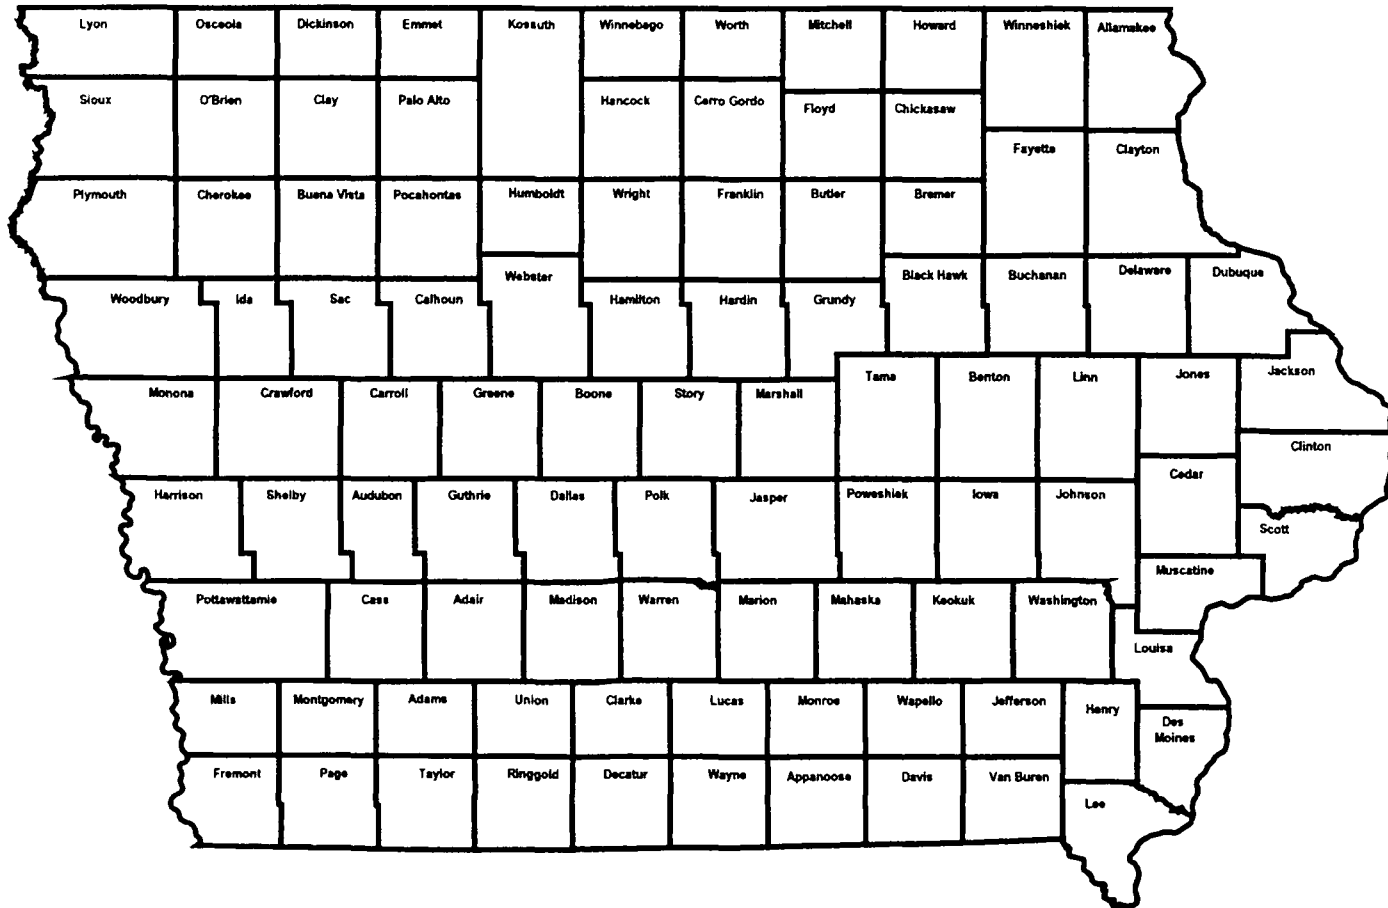 Lyon Osceola Dickinson Emmet Kossuth Winnebago Worth Mitchell Howard Winneshiek Allamakee
Sioux O'Brien Clay Palo Alto Hancock Cerro Gordo Floyd Chickasaw
Fayette Clayton
Plymouth Cherokee Buena Vista Pocahontas Humboldt Wright Franklin Butler Bremer
Webster Black Hawk Buchanan Delaware Dubuque
Woodbury Ida Sac Calhoun Hamilton Hardin Grundy
Tama Benton Linn Jones Jackson
Monona Crawford Carroll Greene Boone Story Marshall
Clinton
Cedar
Harrison Shelby Audubon Guthrie Dallas Polk Jasper Poweshiek Iowa Johnson
Scott
Muscatine
Pottawattamie Cass Adair Madison Warren Marion Mahaska Keokuk Washington
Louisa
Mills Montgomery Adams Union Clarke Lucas Monroe Wapello Jefferson Henry
Des
Moines
Fremont Page Taylor Ringgold Decatur Wayne Appanoose Davis Van Buren
Lee